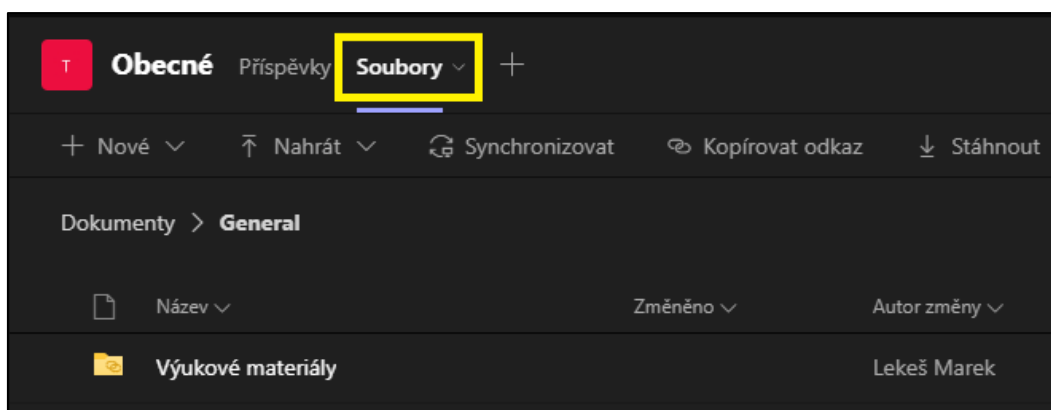 T Obecné Příspěvky Soubory
Nové Nahrát Synchronizovat Kopírovat odkaz Stáhnout
Dokumenty > General
Název Změněno Autor změny
Výukové materiály Lekeš Marek